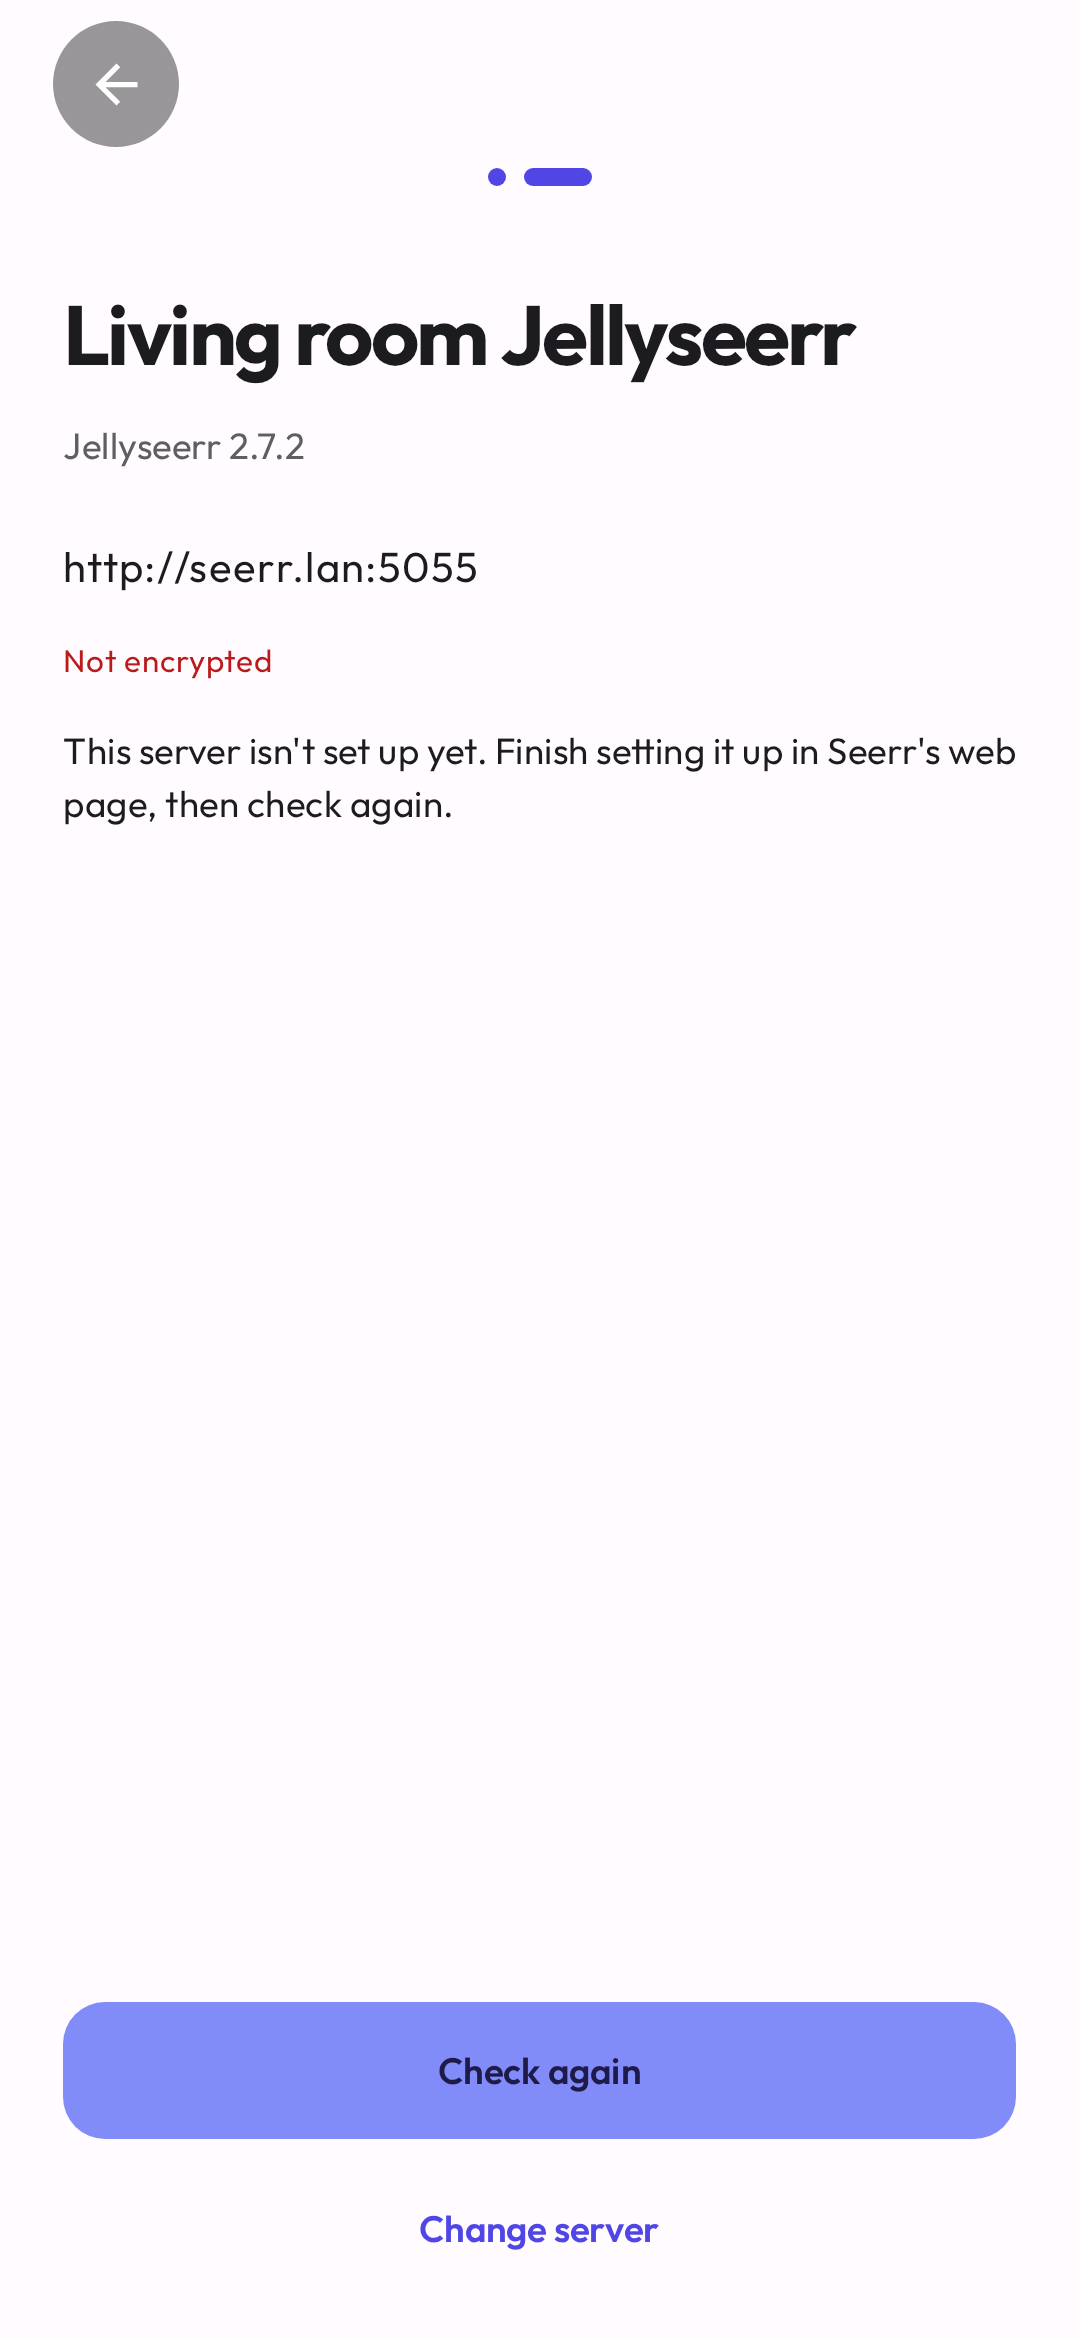 Living room Jellyseerr
Jellyseerr 2.7.2
http://seerr.lan:5055
Not encrypted
This server isn't set up yet. Finish setting it up in Seerr's web
page, then check again.
Check again
Change server